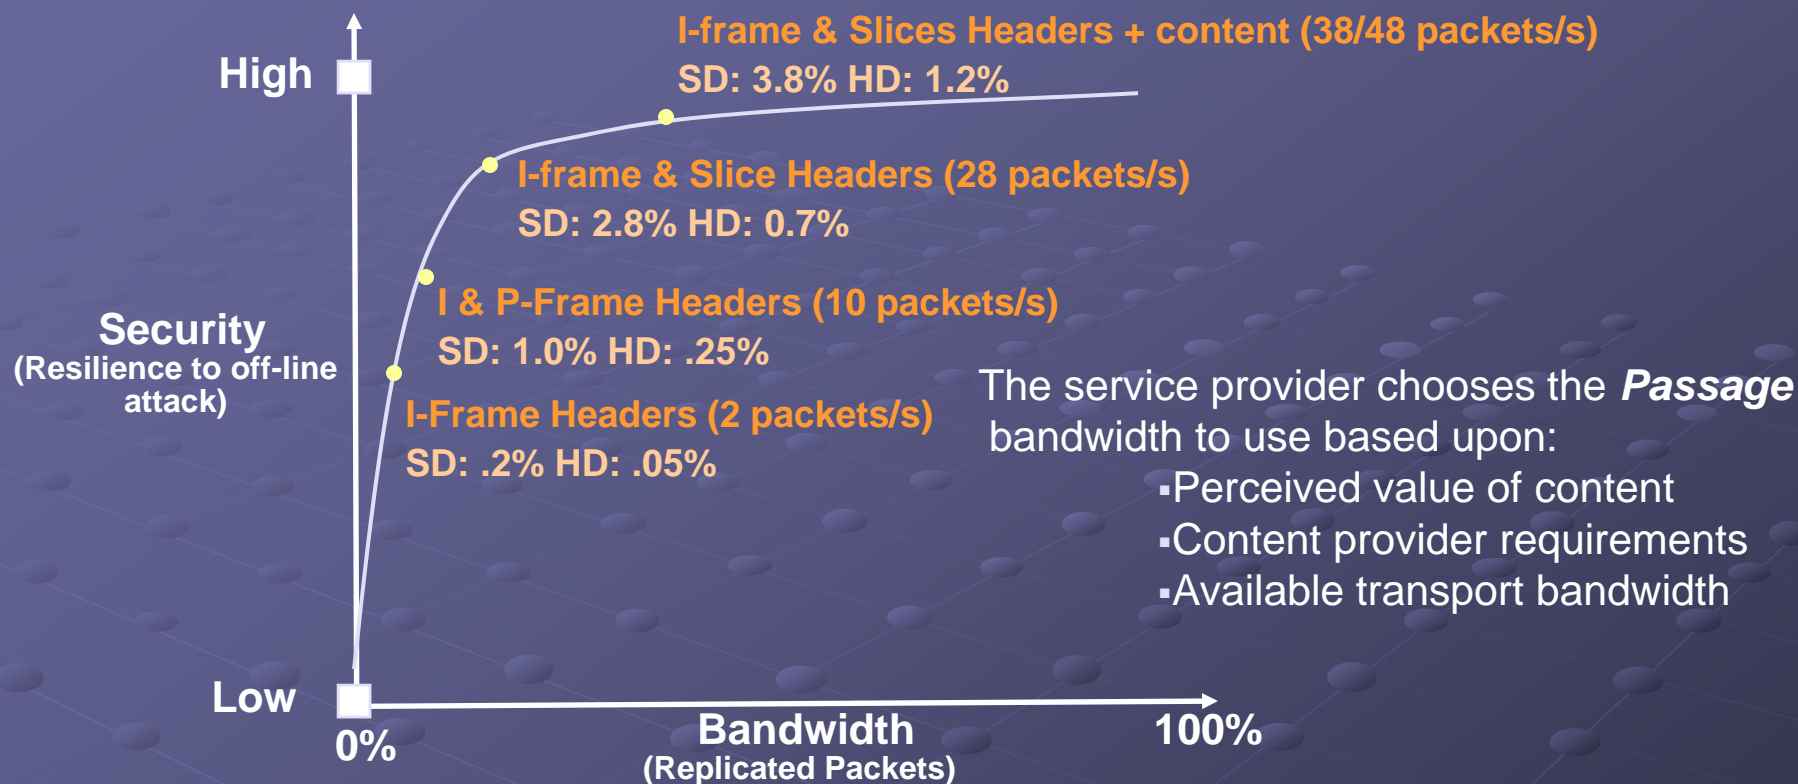 I-frame & Slices Headers + content (38/48 packets/s)
SD: 3.8% HD: 1.2%
High
I-frame & Slice Headers (28 packets/s)
SD: 2.8% HD: 0.7%
I & P-Frame Headers (10 packets/s)
SD: 1.0% HD: .25%
Security
(Resilience to off-line
attack)
I-Frame Headers (2 packets/s)
SD: .2% HD: .05%
The service provider chooses the Passage
bandwidth to use based upon:
▪Perceived value of content
▪Content provider requirements
▪Available transport bandwidth
Low
0%
Bandwidth
(Replicated Packets)
100%